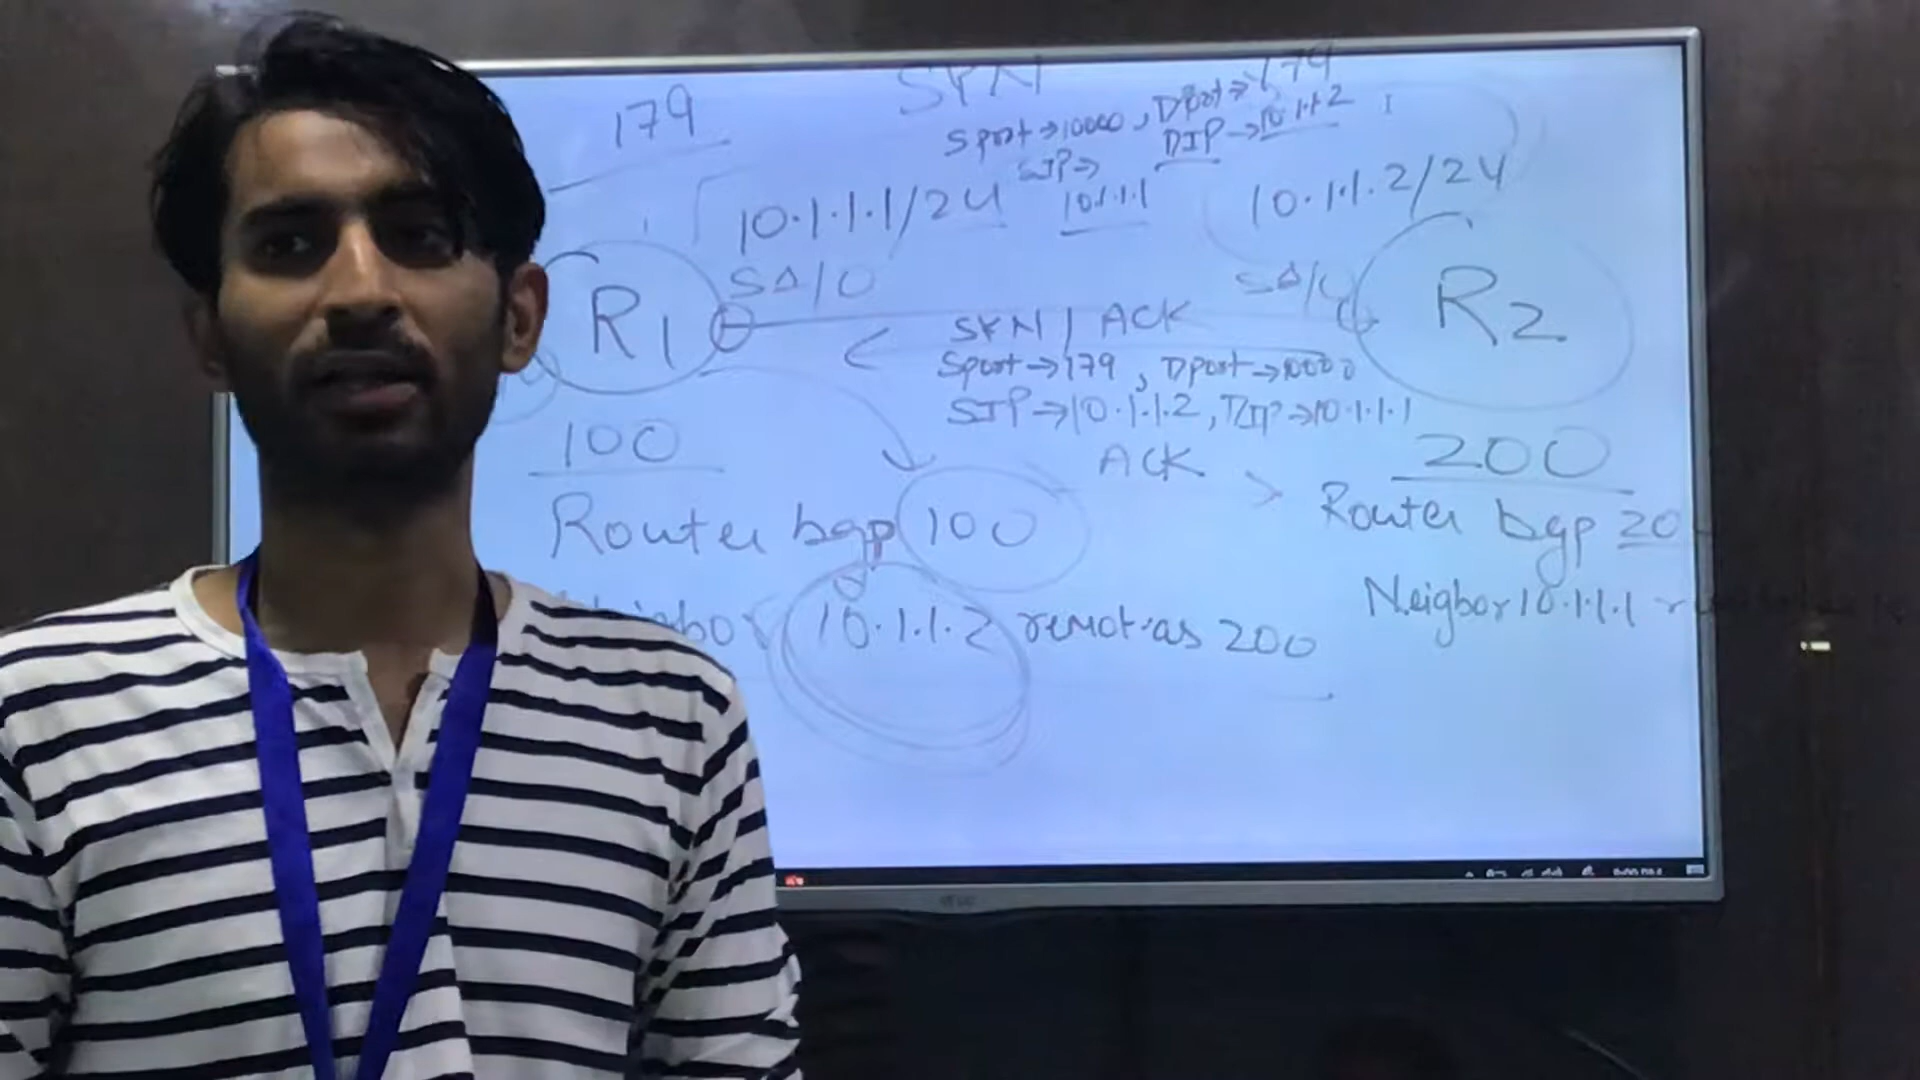 179
SYN
Sport→10000, Dport→179
SIP→ DIP→10.1.1.2
10.1.1.1
10.1.1.1/24
10.1.1.2/24
R1
S1/0
S1/0
R2
SYN / ACK
Sport→179, Dport→10000
SIP→10.1.1.2, DIP→10.1.1.1
ACK
100
200
Router bgp 100
Router bgp 20
10.1.1.2 remot-as 200
Neigbor 10.1.1.1